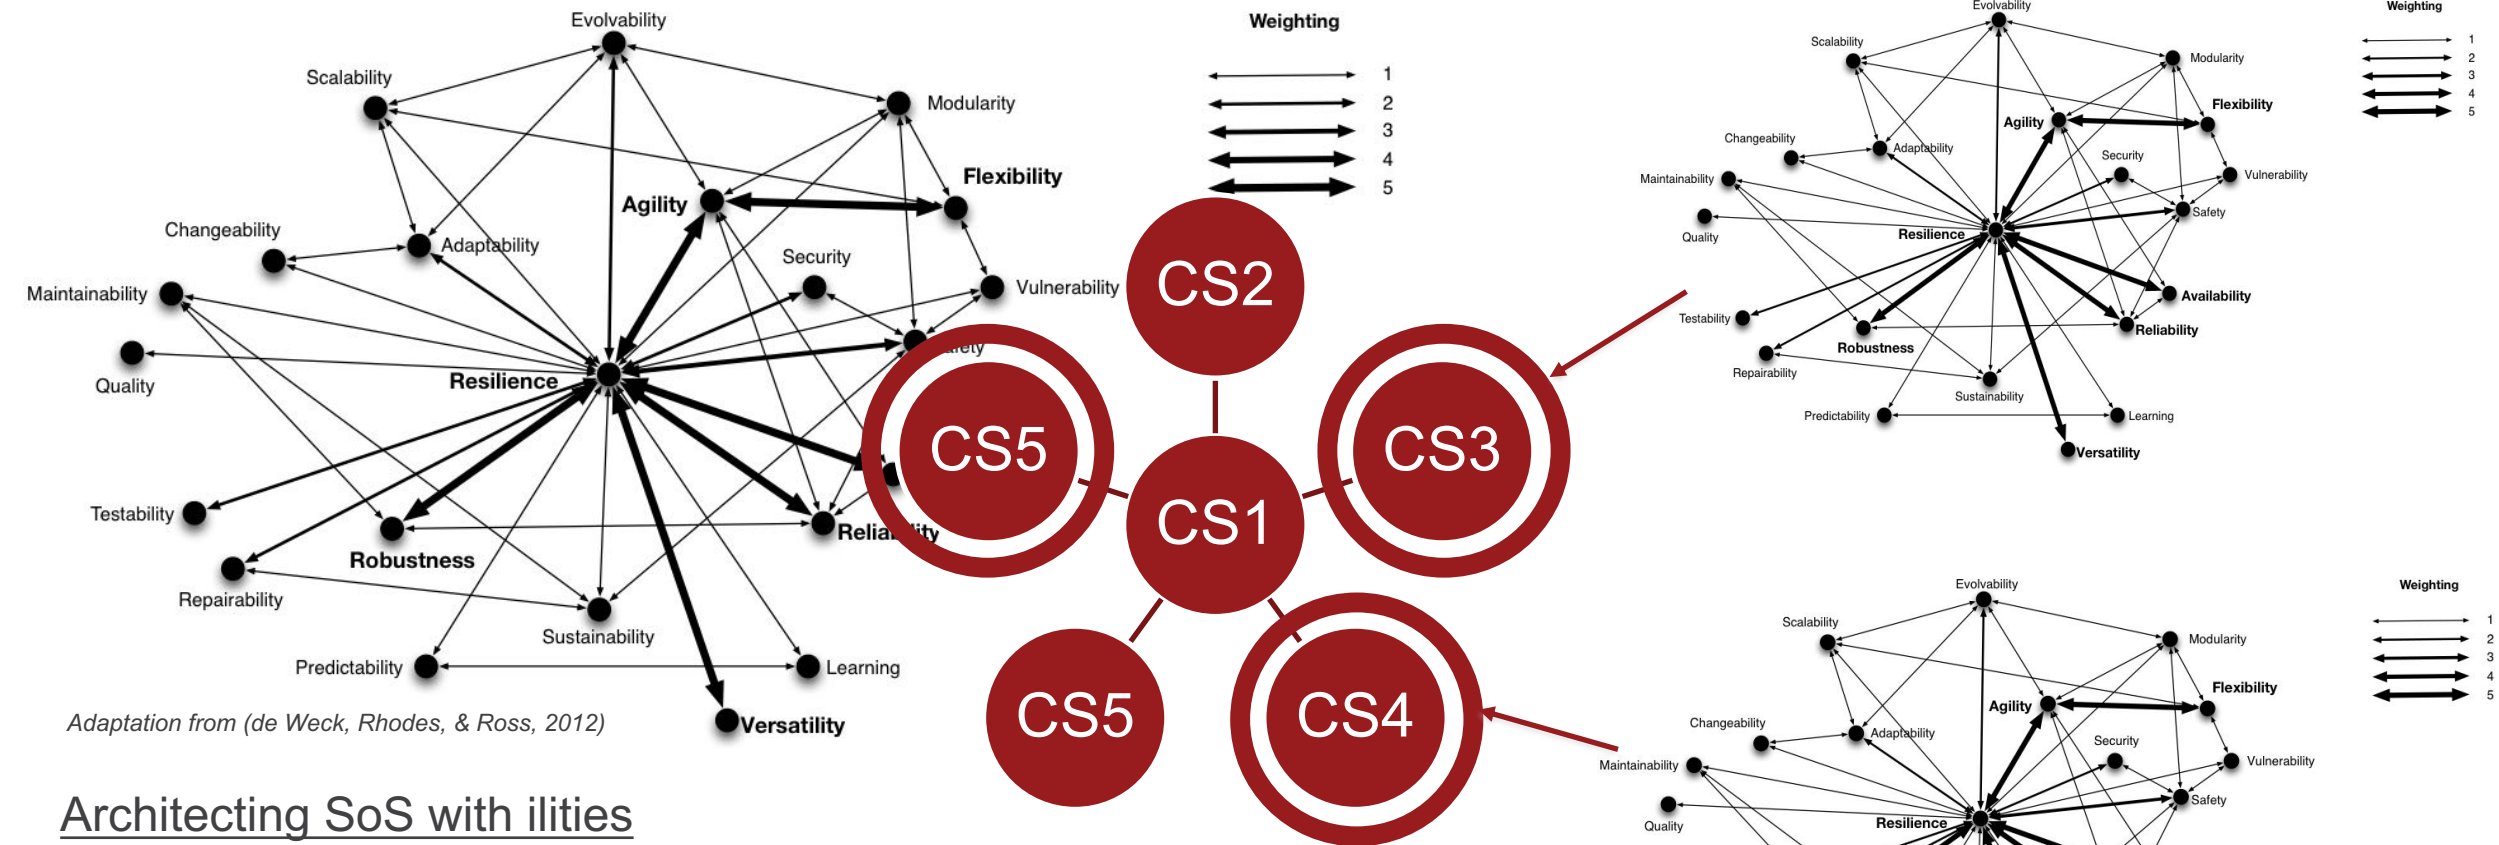 Evolvability
Scalability
Modularity
Flexibility
Agility
Changeability
Adaptability
Security
Maintainability
Vulnerability
Quality
Resilience
Testability
Robustness
Repairability
Sustainability
Predictability
Learning
Versatility
Weighting
1
2
3
4
5
Adaptation from (de Weck, Rhodes, & Ross, 2012)
Architecting SoS with ilities
CS2
CS5
CS3
CS1
CS5
CS4
Evolvability
Scalability
Modularity
Flexibility
Agility
Changeability
Adaptability
Security
Maintainability
Vulnerability
Safety
Quality
Resilience
Availability
Testability
Reliability
Robustness
Repairability
Sustainability
Predictability
Learning
Versatility
Weighting
1
2
3
4
5
Evolvability
Scalability
Modularity
Flexibility
Agility
Changeability
Adaptability
Security
Maintainability
Vulnerability
Safety
Quality
Resilience
Weighting
1
2
3
4
5